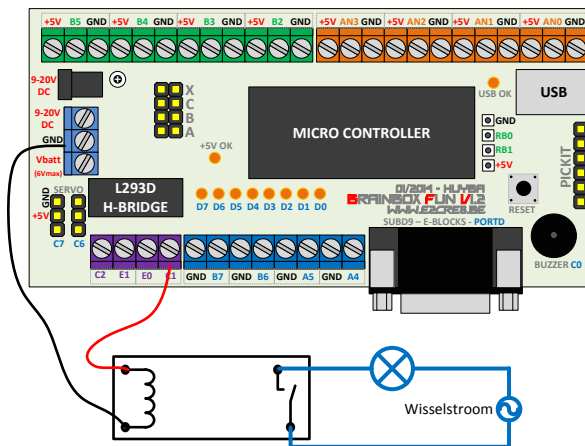 +5V B5 GND +5V B4 GND +5V B3 GND +5V B2 GND +5V AN3 GND +5V AN2 GND +5V AN1 GND +5V AN0 GND
9-20V DC
9-20V DC
GND
Vbatt
(6Vmax)
X
C
B
A
+5V OK
MICRO CONTROLLER
USB OK
USB
GND
RB0
RB1
+5V
PICKIT
SERVO
GND
+5V
C7 C6
L293D
H-BRIDGE
D7 D6 D5 D4 D3 D2 D1 D0
01/2014 - HUYBA
BRAINBOX FUN V1.2
WWW.E2CRE8.BE
SUBD9 – E-BLOCKS - PORTD
RESET
BUZZER C0
C2 E1 E0 C1 GND B7 GND B6 GND A5 GND A4
Wisselstroom